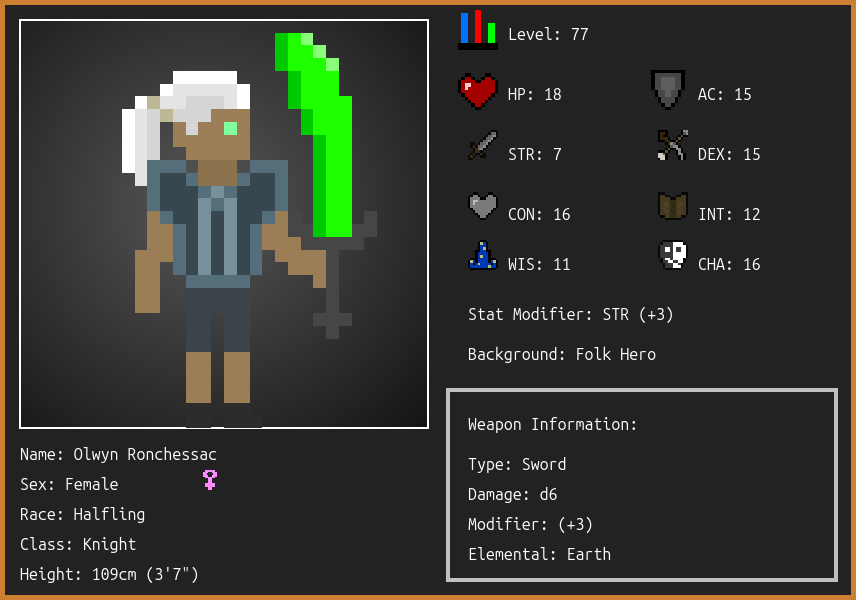 Level: 77
HP: 18
AC: 15
STR: 7
DEX: 15
CON: 16
INT: 12
WIS: 11
CHA: 16
Stat Modifier: STR (+3)
Background: Folk Hero
Weapon Information:
Type: Sword
Damage: d6
Modifier: (+3)
Elemental: Earth
Name: Olwyn Ronchessac
Sex: Female
Race: Halfling
Class: Knight
Height: 109cm (3'7")